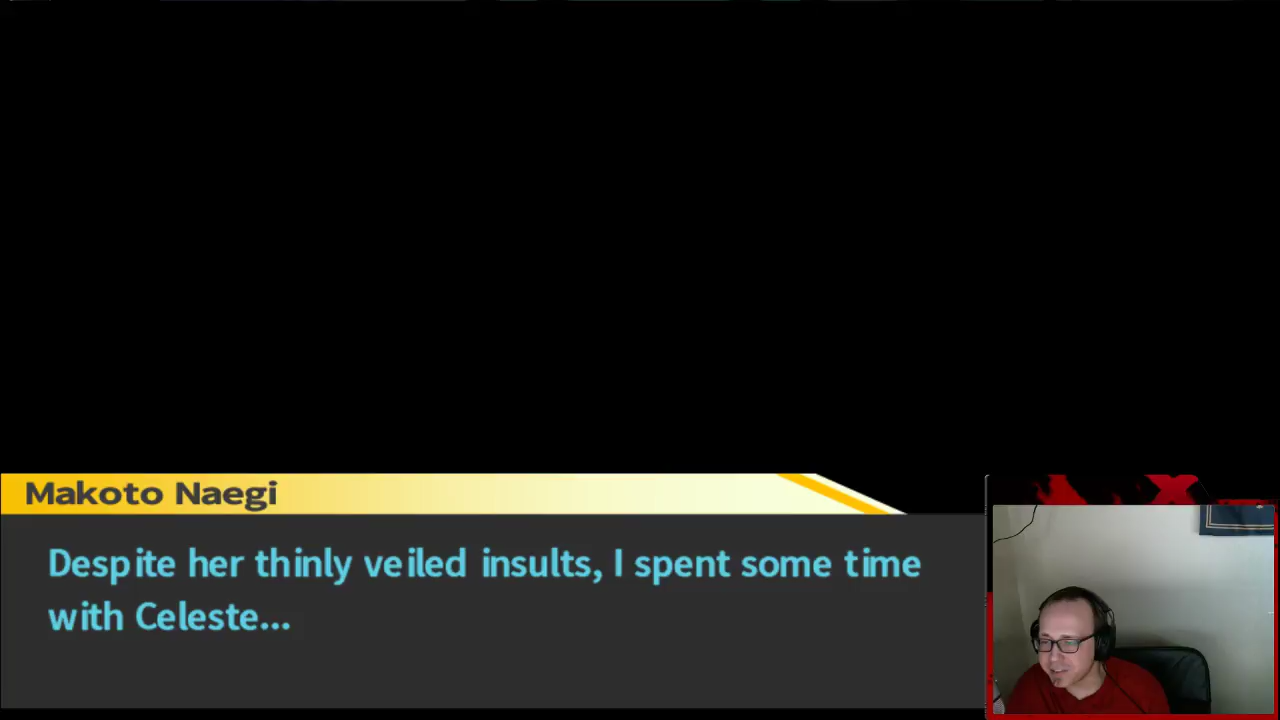 Makoto Naegi
Despite her thinly veiled insults, I spent some time
with Celeste...